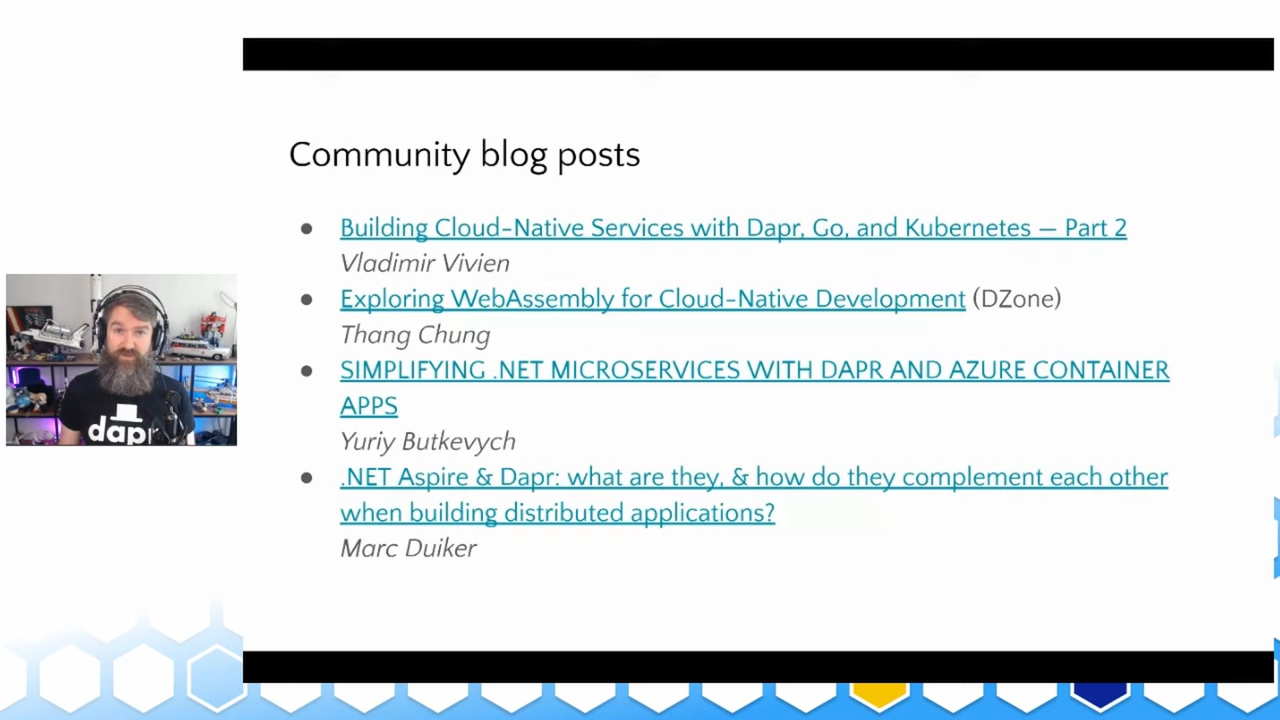 Community blog posts
Building Cloud-Native Services with Dapr, Go, and Kubernetes — Part 2
Vladimir Vivien
Exploring WebAssembly for Cloud-Native Development (DZone)
Thang Chung
SIMPLIFYING .NET MICROSERVICES WITH DAPR AND AZURE CONTAINER
APPS
Yuriy Butkevych
.NET Aspire & Dapr: what are they, & how do they complement each other
when building distributed applications?
Marc Duiker
dapr